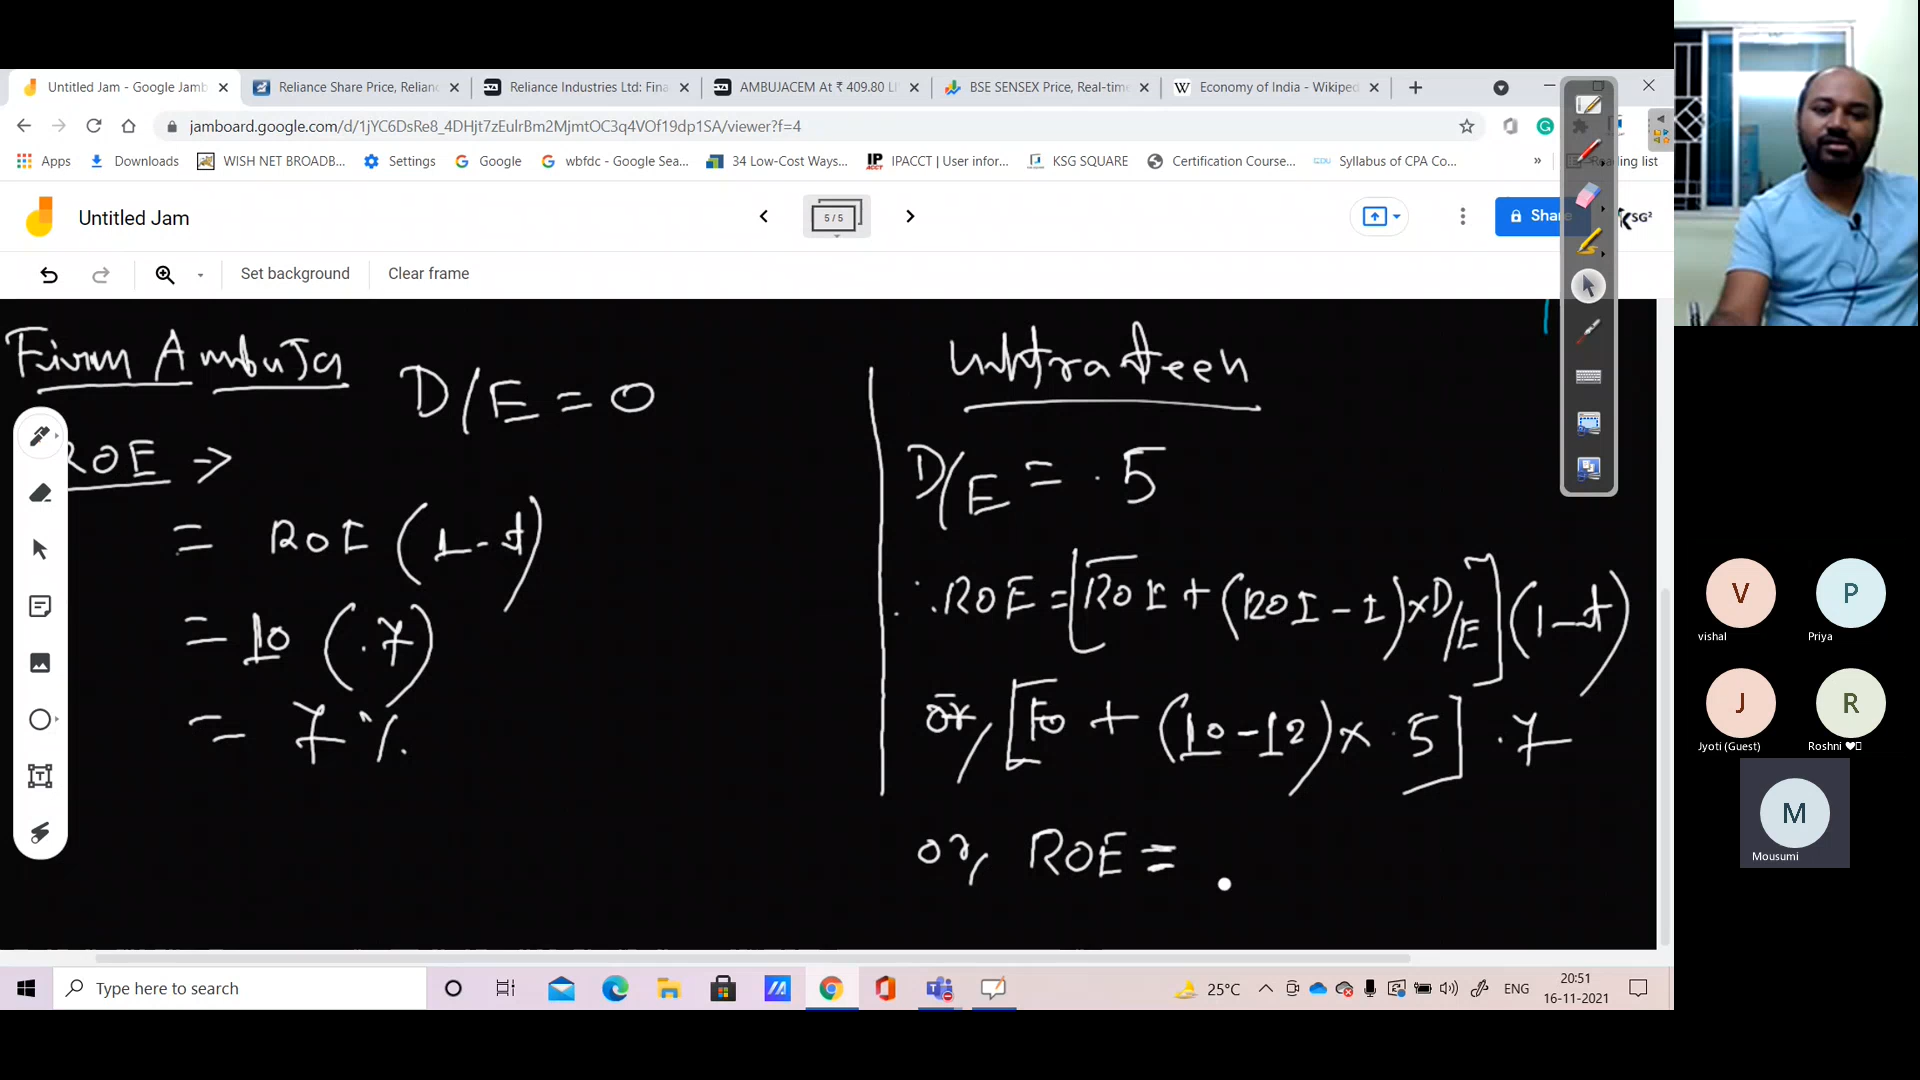 Untitled Jam - Google Jamb
Reliance Share Price, Relianc
Reliance Industries Ltd: Fina
AMBUJACEM At ₹ 409.80 LI
BSE SENSEX Price, Real-time
Economy of India - Wikiped
jamboard.google.com/d/1jYC6DsRe8_4DHjt7zEulrBm2MjmtOC3q4VOf19dp1SA/viewer?f=4
Apps
Downloads
WISH NET BROADB...
Settings
Google
wbfdc - Google Sea...
34 Low-Cost Ways...
IPACCT | User infor...
KSG SQUARE
Certification Course...
Syllabus of CPA Co...
»
Reading list
Untitled Jam
5 / 5
Share
KSG²
Set background
Clear frame
Firm Ambuja
D/E = 0
ROE →
= ROI (1-t)
= 10 (.7)
= 7 %.
D/E = .5
∴ ROE = [ROI + (ROI - I) × D/E] (1-t)
or, [10 + (10-12) × .5] .7
or, ROE =
vishal
V
Priya
P
Jyoti (Guest)
J
Roshni
R
Mousumi
M
Type here to search
25°C
ENG
20:51
16-11-2021